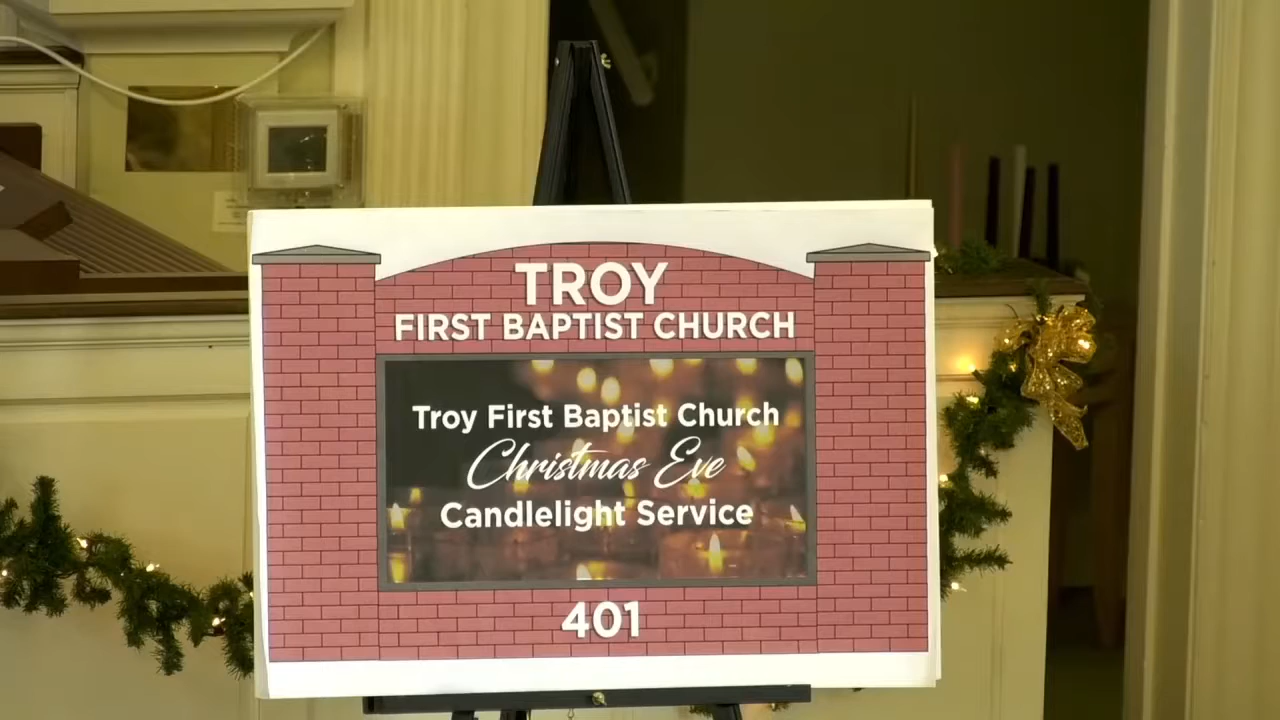 TROY
FIRST BAPTIST CHURCH
Troy First Baptist Church
Christmas Eve
Candlelight Service
401